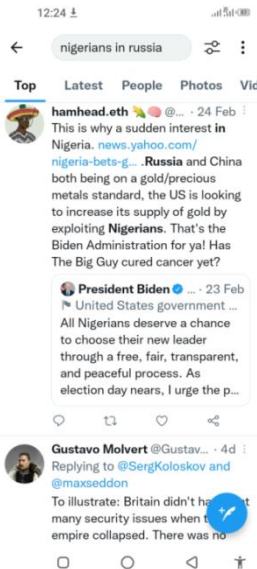 12:24
nigerians in russia
Top Latest People Photos Vid
hamhead.eth 🌽🧠 @... · 24 Feb
This is why a sudden interest in
Nigeria. news.yahoo.com/
nigeria-bets-g... .Russia and China
both being on a gold/precious
metals standard, the US is looking
to increase its supply of gold by
exploiting Nigerians. That's the
Biden Administration for ya! Has
The Big Guy cured cancer yet?
President Biden ... · 23 Feb
United States government ...
All Nigerians deserve a chance
to choose their new leader
through a free, fair, transparent,
and peaceful process. As
election day nears, I urge the p...
Gustavo Molvert @Gustav... · 4d
Replying to @SergKoloskov and
@maxseddon
To illustrate: Britain didn't
many security issues when
empire collapsed. There was no